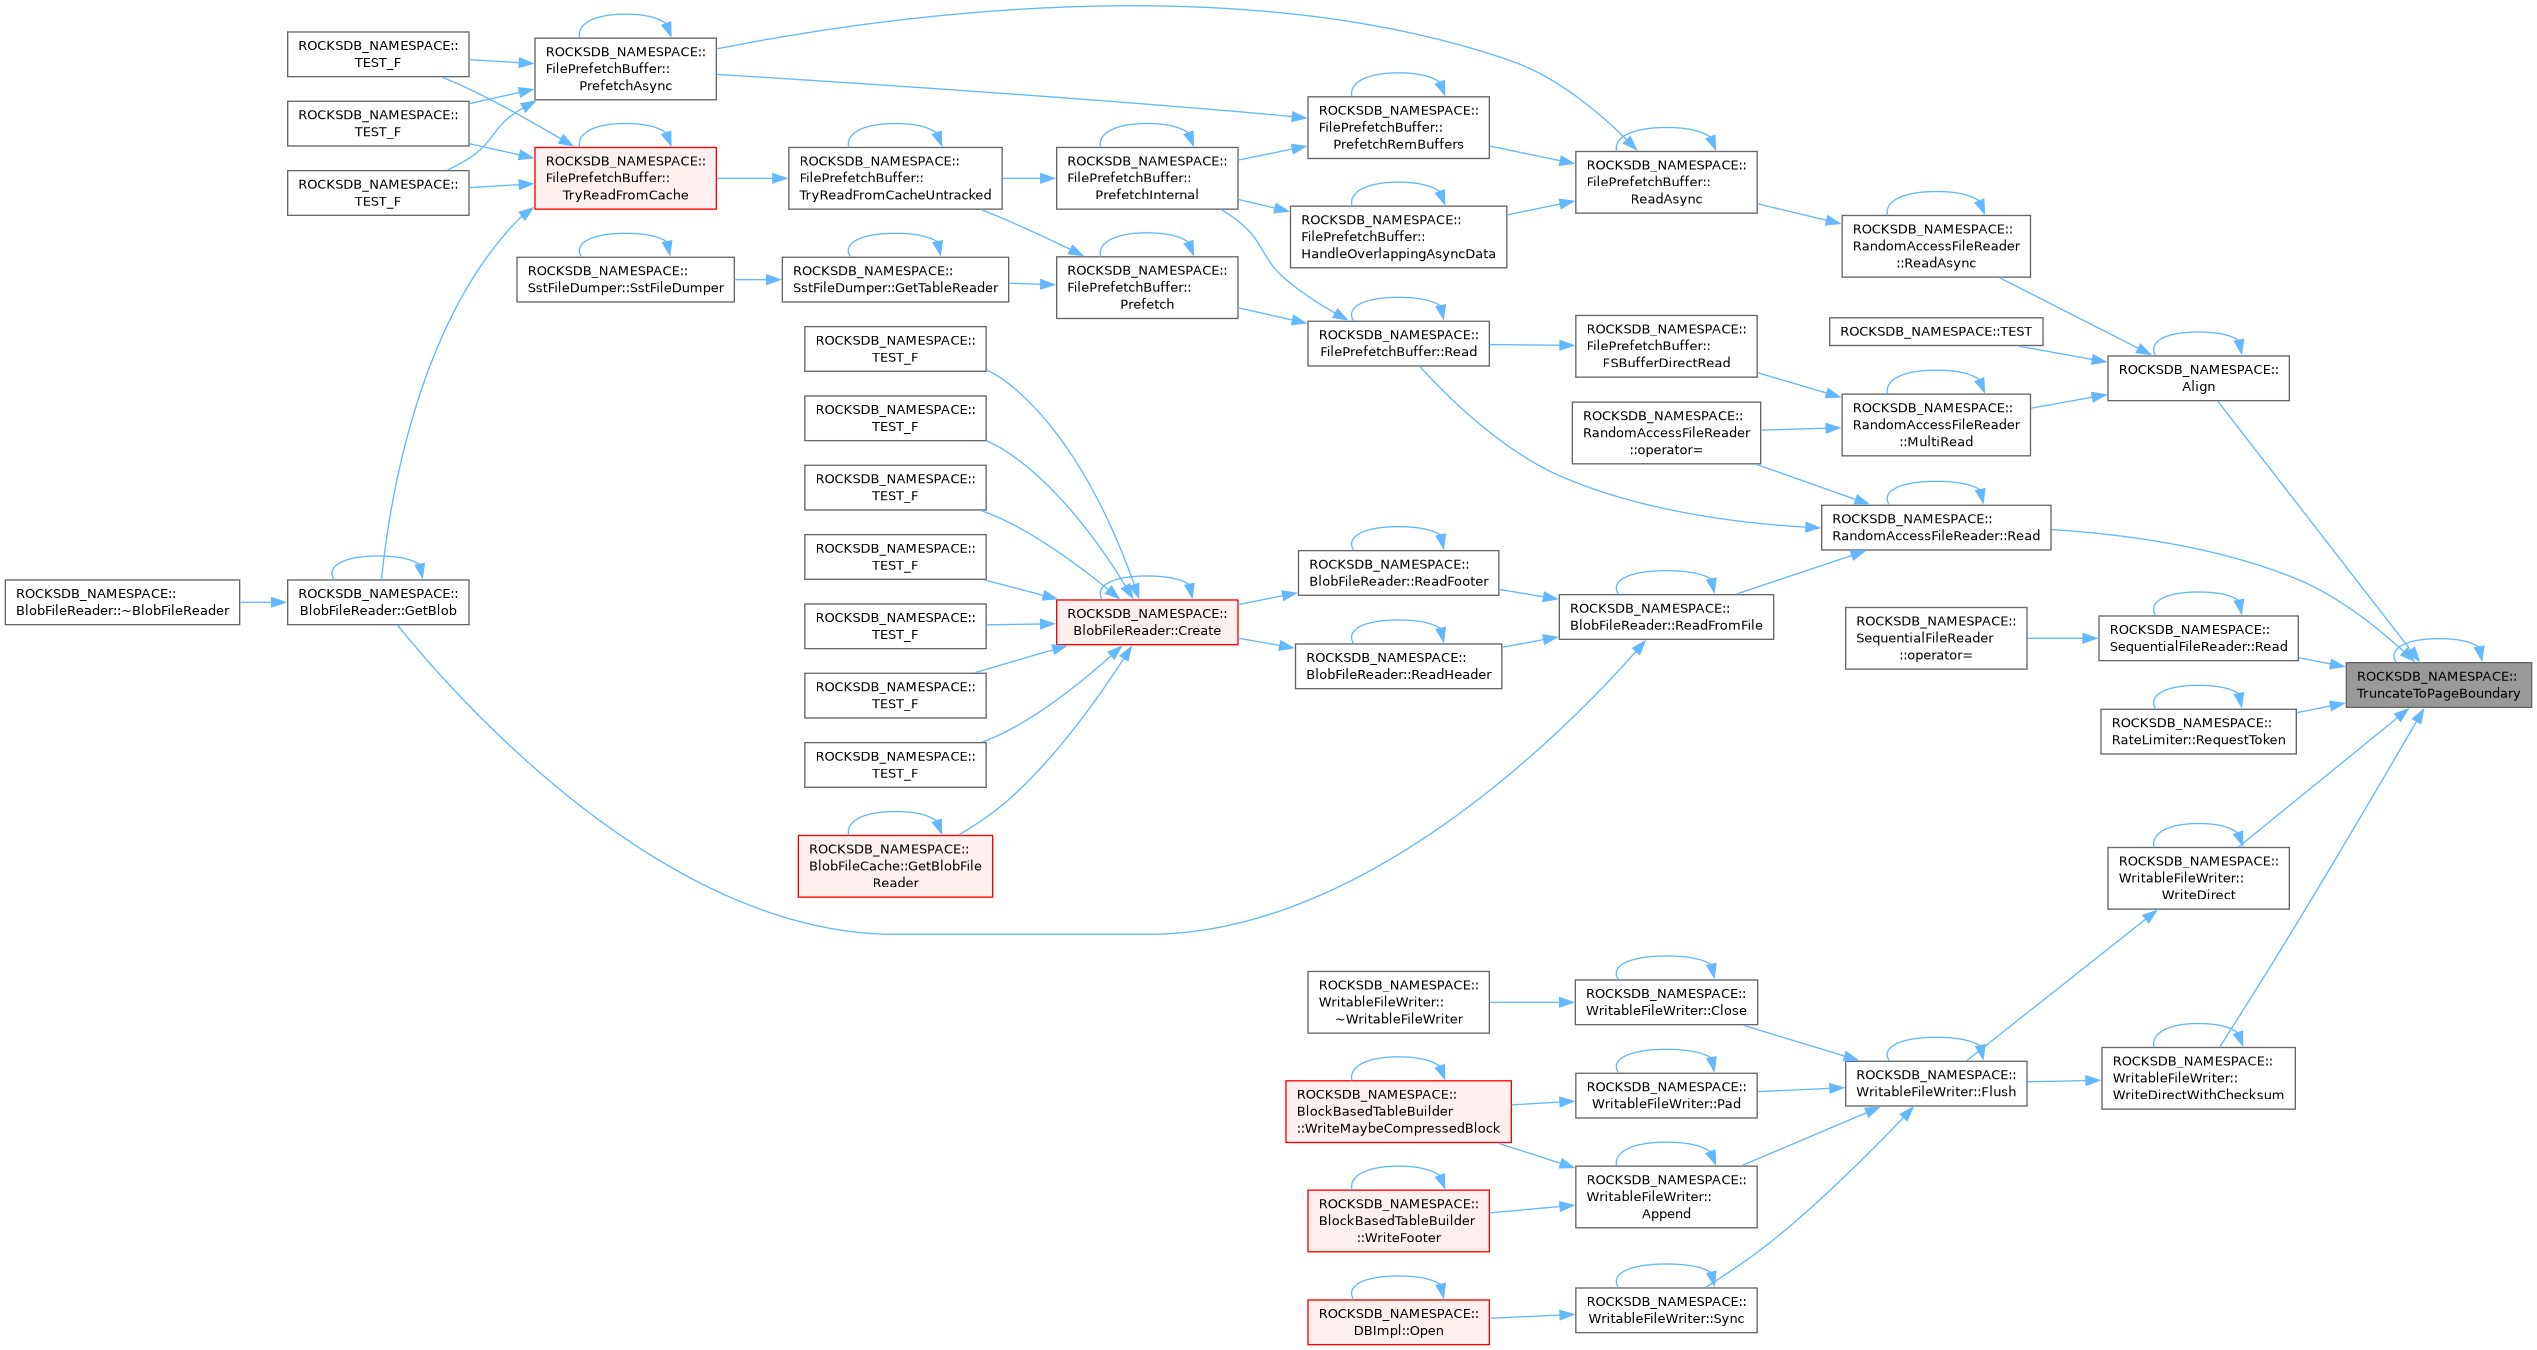 ROCKSDB_NAMESPACE::
TEST_F
ROCKSDB_NAMESPACE::
TEST_F
ROCKSDB_NAMESPACE::
TEST_F
ROCKSDB_NAMESPACE::
FilePrefetchBuffer::
PrefetchAsync
ROCKSDB_NAMESPACE::
FilePrefetchBuffer::
TryReadFromCache
ROCKSDB_NAMESPACE::
SstFileDumper::SstFileDumper
ROCKSDB_NAMESPACE::
BlobFileReader::~BlobFileReader
ROCKSDB_NAMESPACE::
BlobFileReader::GetBlob
ROCKSDB_NAMESPACE::
FilePrefetchBuffer::
TryReadFromCacheUntracked
ROCKSDB_NAMESPACE::
SstFileDumper::GetTableReader
ROCKSDB_NAMESPACE::
TEST_F
ROCKSDB_NAMESPACE::
TEST_F
ROCKSDB_NAMESPACE::
TEST_F
ROCKSDB_NAMESPACE::
TEST_F
ROCKSDB_NAMESPACE::
TEST_F
ROCKSDB_NAMESPACE::
TEST_F
ROCKSDB_NAMESPACE::
TEST_F
ROCKSDB_NAMESPACE::
BlobFileCache::GetBlobFile
Reader
ROCKSDB_NAMESPACE::
FilePrefetchBuffer::
PrefetchInternal
ROCKSDB_NAMESPACE::
FilePrefetchBuffer::
Prefetch
ROCKSDB_NAMESPACE::
BlobFileReader::Create
ROCKSDB_NAMESPACE::
FilePrefetchBuffer::
PrefetchRemBuffers
ROCKSDB_NAMESPACE::
FilePrefetchBuffer::
HandleOverlappingAsyncData
ROCKSDB_NAMESPACE::
FilePrefetchBuffer::Read
ROCKSDB_NAMESPACE::
BlobFileReader::ReadFooter
ROCKSDB_NAMESPACE::
BlobFileReader::ReadHeader
ROCKSDB_NAMESPACE::
WritableFileWriter::
~WritableFileWriter
ROCKSDB_NAMESPACE::
BlockBasedTableBuilder
::WriteMaybeCompressedBlock
ROCKSDB_NAMESPACE::
BlockBasedTableBuilder
::WriteFooter
ROCKSDB_NAMESPACE::
DBImpl::Open
ROCKSDB_NAMESPACE::
FilePrefetchBuffer::
ReadAsync
ROCKSDB_NAMESPACE::
FilePrefetchBuffer::
FSBufferDirectRead
ROCKSDB_NAMESPACE::
RandomAccessFileReader
::operator=
ROCKSDB_NAMESPACE::
BlobFileReader::ReadFromFile
ROCKSDB_NAMESPACE::
WritableFileWriter::Close
ROCKSDB_NAMESPACE::
WritableFileWriter::Pad
ROCKSDB_NAMESPACE::
WritableFileWriter::
Append
ROCKSDB_NAMESPACE::
WritableFileWriter::Sync
ROCKSDB_NAMESPACE::
RandomAccessFileReader
::ReadAsync
ROCKSDB_NAMESPACE::TEST
ROCKSDB_NAMESPACE::
RandomAccessFileReader
::MultiRead
ROCKSDB_NAMESPACE::
RandomAccessFileReader::Read
ROCKSDB_NAMESPACE::
SequentialFileReader
::operator=
ROCKSDB_NAMESPACE::
WritableFileWriter::Flush
ROCKSDB_NAMESPACE::
Align
ROCKSDB_NAMESPACE::
SequentialFileReader::Read
ROCKSDB_NAMESPACE::
RateLimiter::RequestToken
ROCKSDB_NAMESPACE::
WritableFileWriter::
WriteDirect
ROCKSDB_NAMESPACE::
WritableFileWriter::
WriteDirectWithChecksum
ROCKSDB_NAMESPACE::
TruncateToPageBoundary